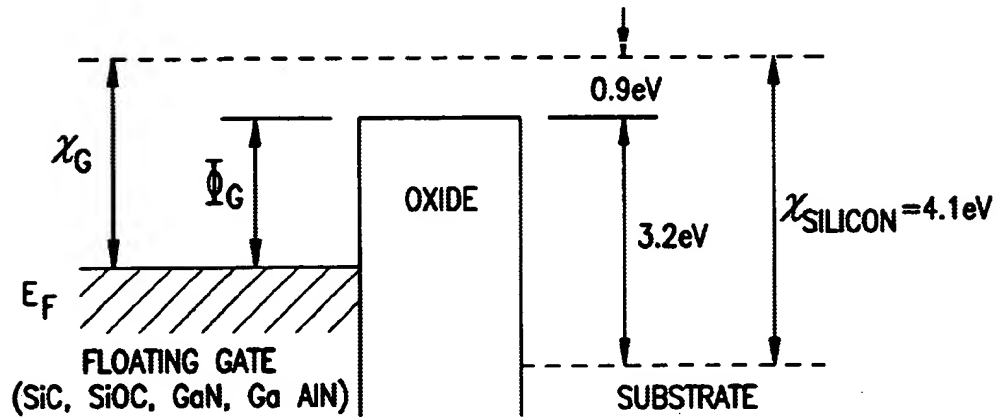 0.9eV
χG
ΦG
OXIDE
3.2eV
χSILICON=4.1eV
EF
FLOATING GATE
(SiC, SiOC, GaN, Ga AlN)
SUBSTRATE